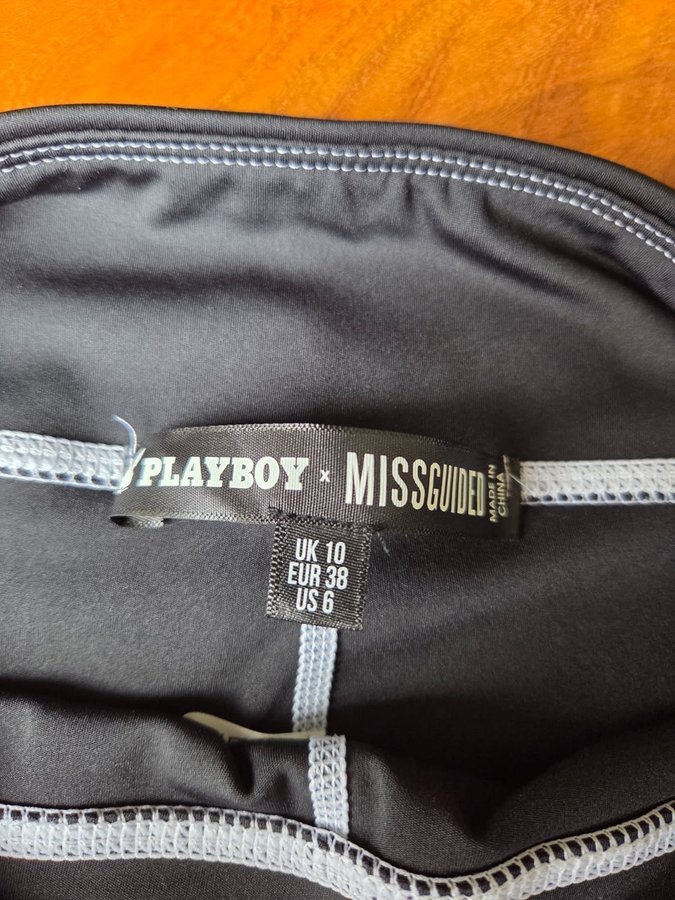 PLAYBOY x MISSGUIDED
MADE IN
CHINA
UK 10
EUR 38
US 6